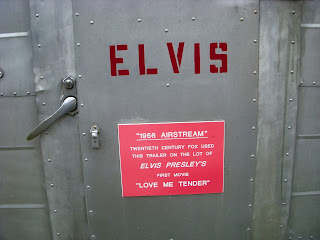 ELVIS
"1956 AIRSTREAM"
TWENTIETH CENTURY FOX USED
THIS TRAILER ON THE LOT OF
ELVIS PRESLEY'S
FIRST MOVIE
"LOVE ME TENDER"